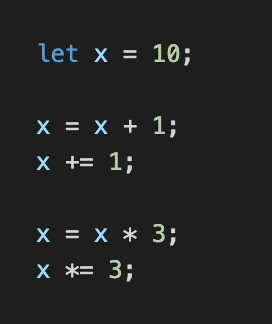 let x = 10;
x = x + 1;
x += 1;
x = x * 3;
x *= 3;